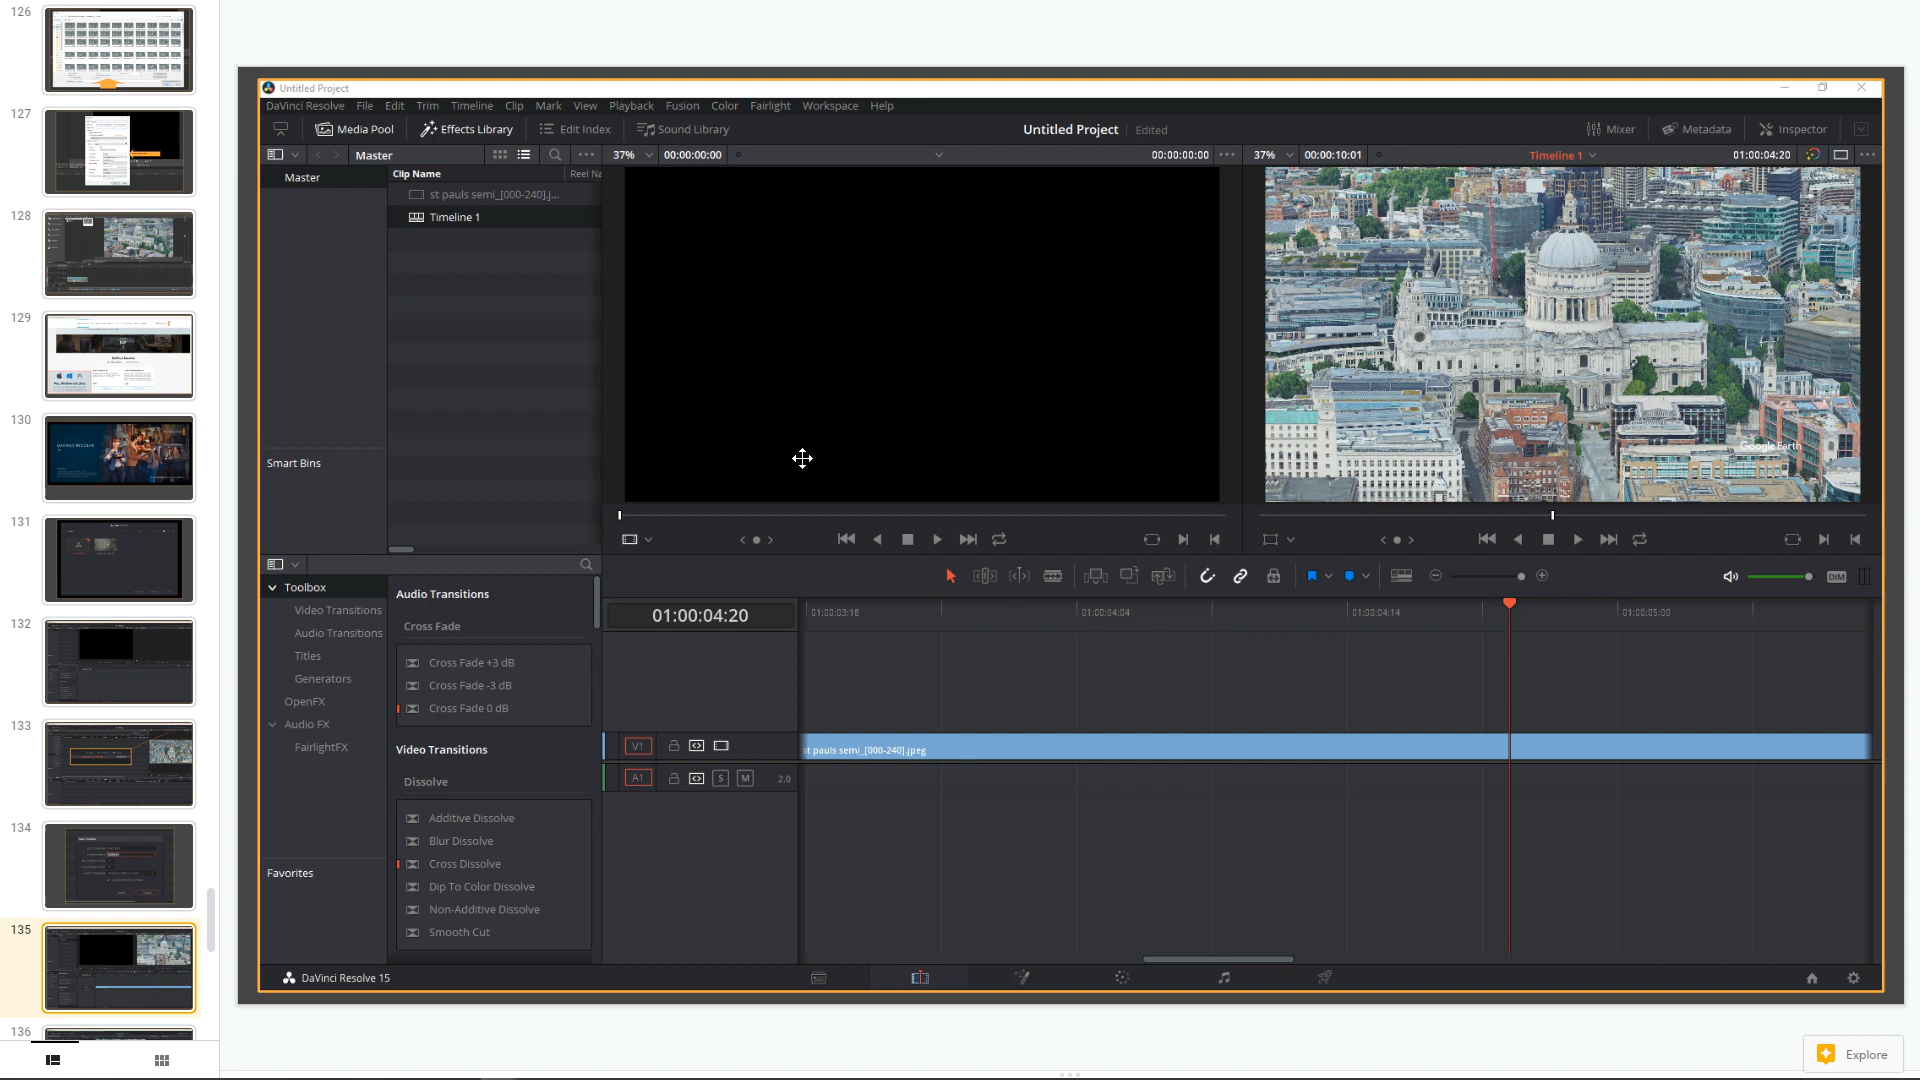 126
127
128
129
130
131
132
133
134
135
136
Untitled Project
DaVinci Resolve File Edit Trim Timeline Clip Mark View Playback Fusion Color Fairlight Workspace Help
Media Pool Effects Library Edit Index Sound Library Untitled Project Edited Mixer Metadata Inspector
Master 37% 00:00:00:00 00:00:00:00 37% 00:00:10:01 Timeline 1 01:00:04:20
Master
Clip Name Reel Na
st pauls semi_[000-240].j...
Timeline 1
Smart Bins
Google Earth
Toolbox
Video Transitions
Audio Transitions
Titles
Generators
OpenFX
Audio FX
FairlightFX
Favorites
Audio Transitions
Cross Fade
Cross Fade +3 dB
Cross Fade -3 dB
Cross Fade 0 dB
Video Transitions
Dissolve
Additive Dissolve
Blur Dissolve
Cross Dissolve
Dip To Color Dissolve
Non-Additive Dissolve
Smooth Cut
DIM
01:00:04:20
01:00:03:18 01:00:04:04 01:00:04:14 01:00:05:00
V1
st pauls semi_[000-240].jpeg
A1 S M 2.0
DaVinci Resolve 15
Explore